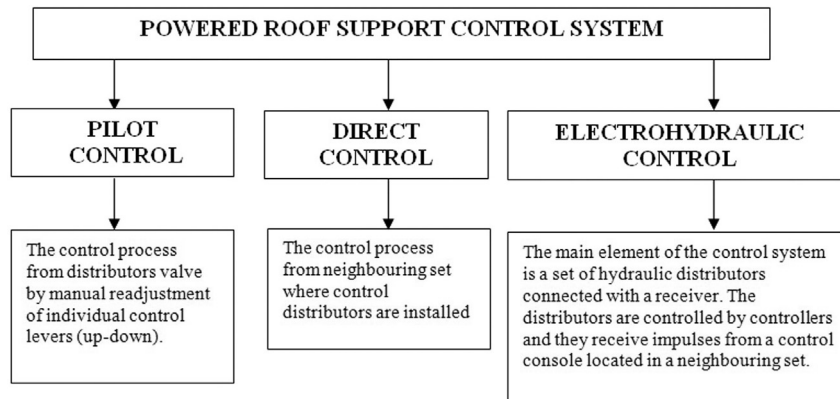 POWERED ROOF SUPPORT CONTROL SYSTEM
PILOT
CONTROL
The control process
from distributors valve
by manual readjustment
of individual control
levers (up-down).
DIRECT
CONTROL
The control process
from neighbouring set
where control
distributors are installed
ELECTROHYDRAULIC
CONTROL
The main element of the control system
is a set of hydraulic distributors
connected with a receiver. The
distributors are controlled by controllers
and they receive impulses from a control
console located in a neighbouring set.